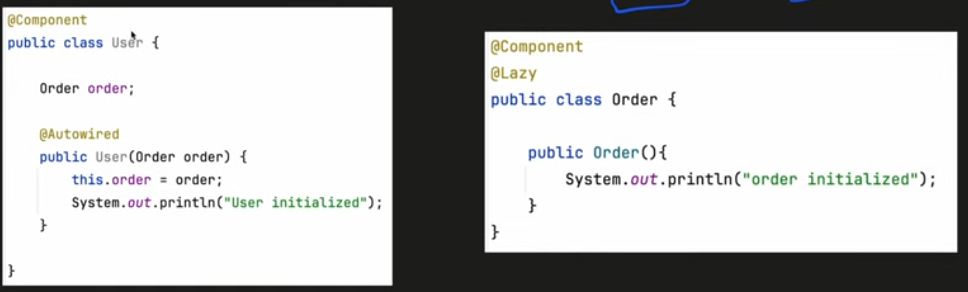 @Component
public class User {
Order order;
@Autowired
public User(Order order) {
this.order = order;
System.out.println("User initialized");
}
}
@Component
@Lazy
public class Order {
public Order(){
System.out.println("order initialized");
}
}